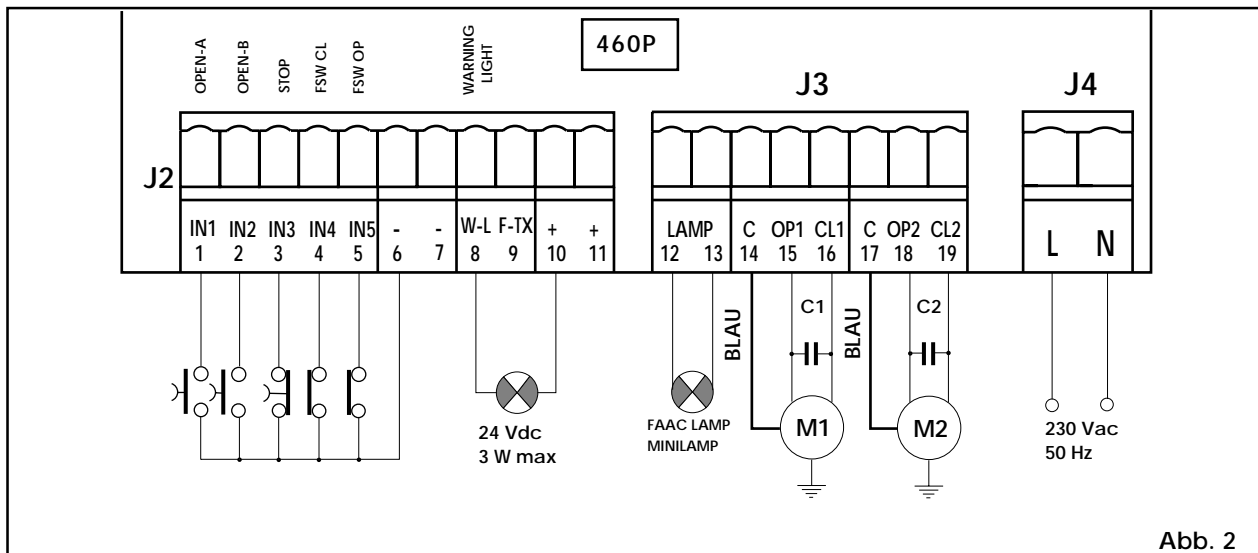 460P
OPEN-A
OPEN-B
STOP
FSW CL
FSW OP
WARNING
LIGHT
J3
J4
J2
IN1 IN2 IN3 IN4 IN5 - - W-L F-TX + +
1 2 3 4 5 6 7 8 9 10 11
LAMP C OP1 CL1 C OP2 CL2
12 13 14 15 16 17 18 19
L N
BLAU
C1
BLAU
C2
24 Vdc
3 W max
FAAC LAMP
MINILAMP
M1
M2
230 Vac
50 Hz
Abb. 2